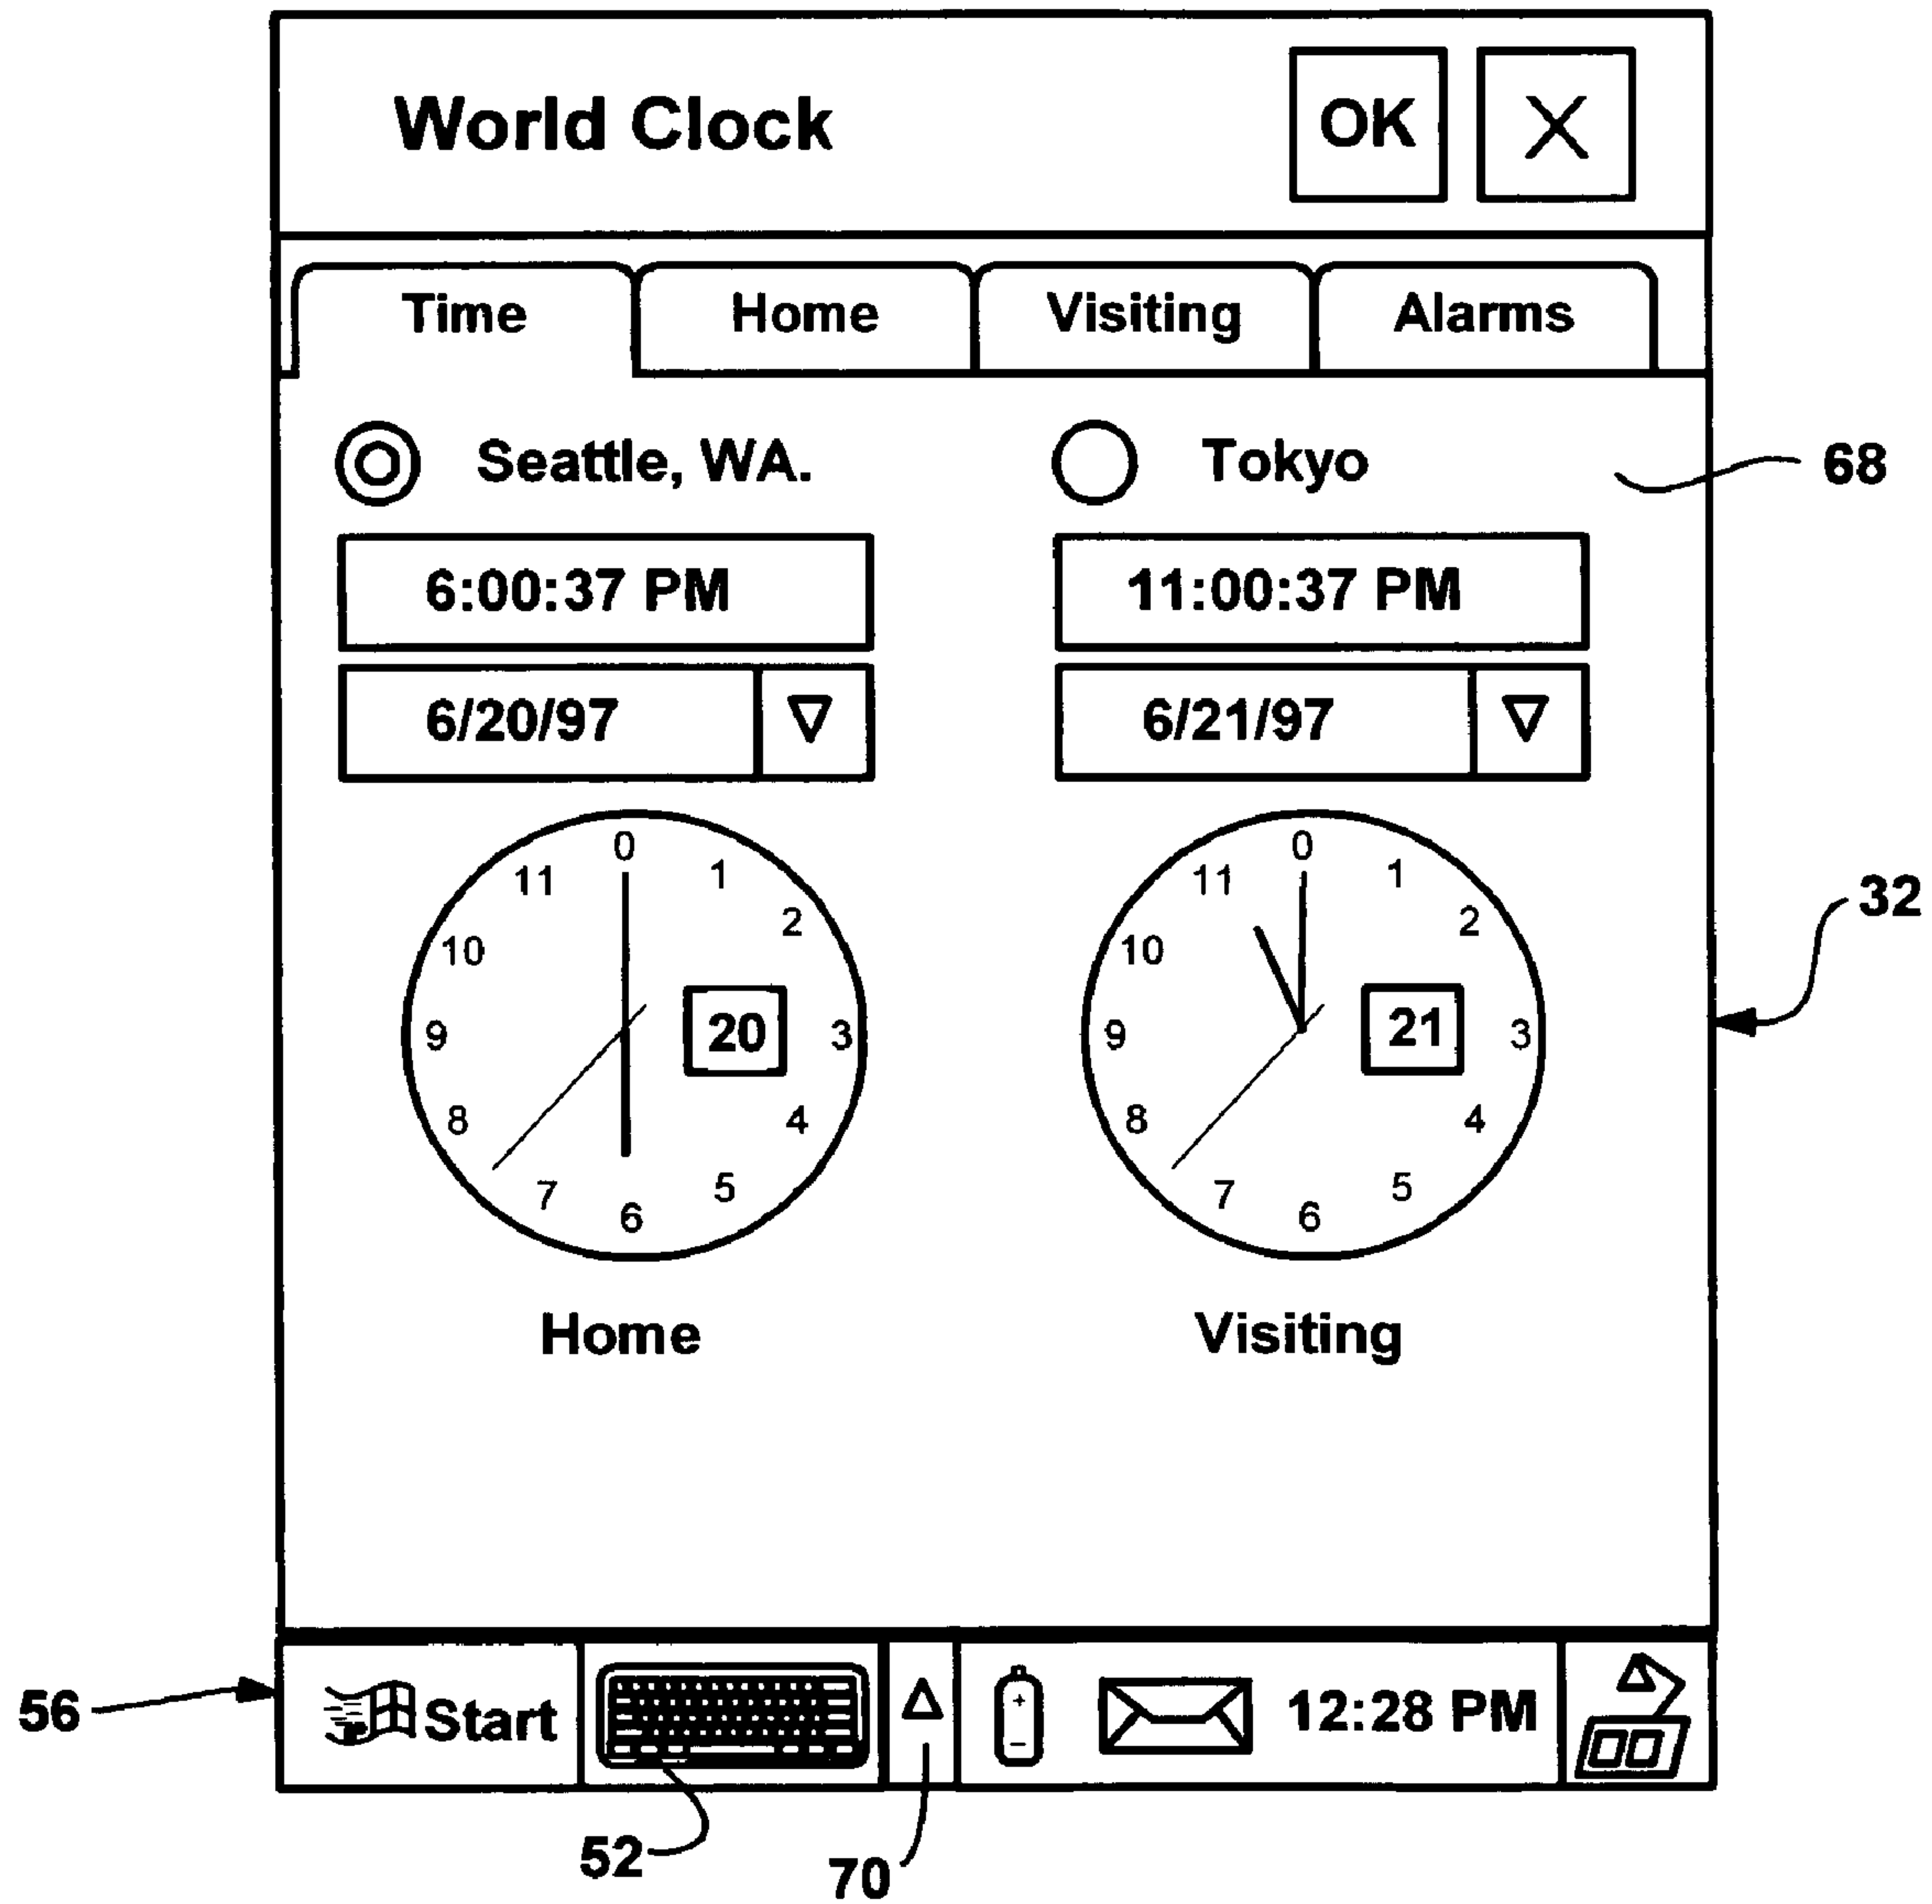 World Clock OK X
Time Home Visiting Alarms
Seattle, WA. Tokyo 68
6:00:37 PM 11:00:37 PM
6/20/97 6/21/97
0 1 2 3 4 5 6 7 8 9 10 11
20
0 1 2 3 4 5 6 7 8 9 10 11
21
32
Home Visiting
56 Start 12:28 PM
52 70